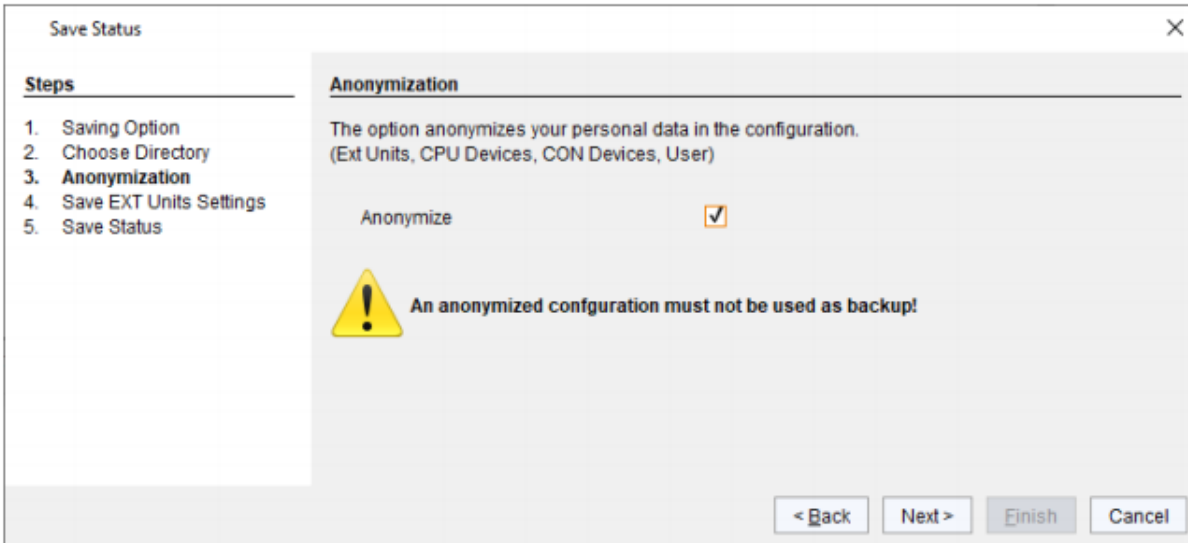 Save Status
Steps
1. Saving Option
2. Choose Directory
3. Anonymization
4. Save EXT Units Settings
5. Save Status
Anonymization
The option anonymizes your personal data in the configuration.
(Ext Units, CPU Devices, CON Devices, User)
Anonymize
An anonymized confguration must not be used as backup!
< Back
Next >
Finish
Cancel